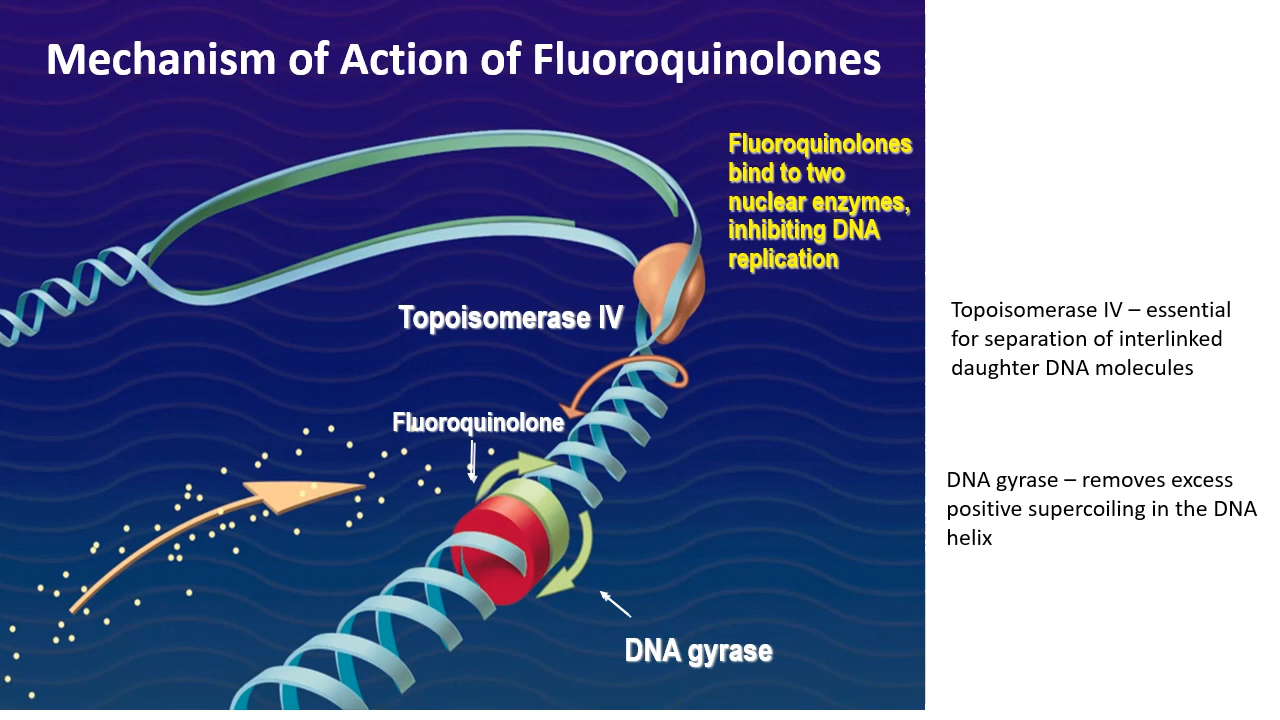 Mechanism of Action of Fluoroquinolones
Fluoroquinolones
bind to two
nuclear enzymes,
inhibiting DNA
replication
Topoisomerase IV
Topoisomerase IV – essential
for separation of interlinked
daughter DNA molecules
Fluoroquinolone
DNA gyrase – removes excess
positive supercoiling in the DNA
helix
DNA gyrase